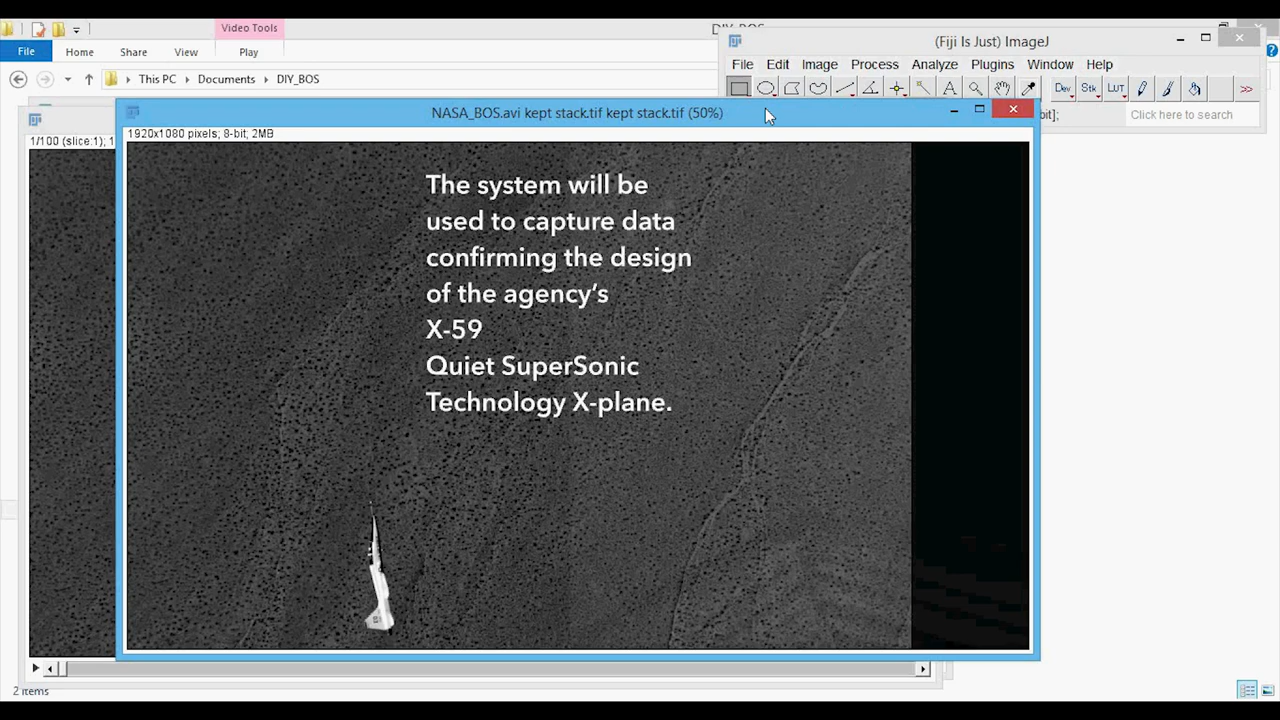 Video Tools
DIY_BOS
File
Home
Share
View
Play
This PC
Documents
DIY_BOS
(Fiji Is Just) ImageJ
File Edit Image Process Analyze Plugins Window Help
Dev Stk LUT >>
bit];
Click here to search
NASA_BOS.avi kept stack.tif kept stack.tif (50%)
1920x1080 pixels; 8-bit; 2MB
1/100 (slice:1); 1
The system will be
used to capture data
confirming the design
of the agency's
X-59
Quiet SuperSonic
Technology X-plane.
2 items